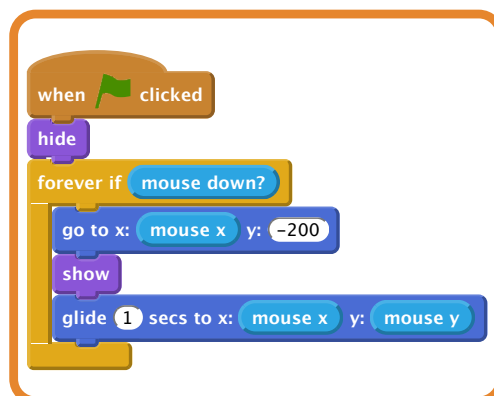 when clicked
hide
forever if mouse down?
go to x: mouse x y: -200
show
glide 1 secs to x: mouse x y: mouse y